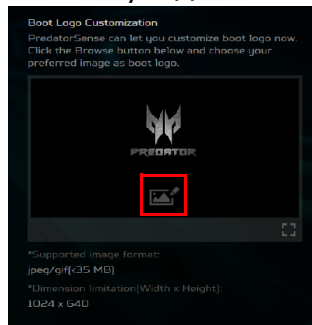 Boot Logo Customization
PredatorSense can let you customize boot logo now.
Click the Browse button below and choose your
preferred image as boot logo.
PREDATOR
*Supported image format:
jpeg/gif(<35 MB)
*Dimension limitation(Width x Height):
1024 x 640